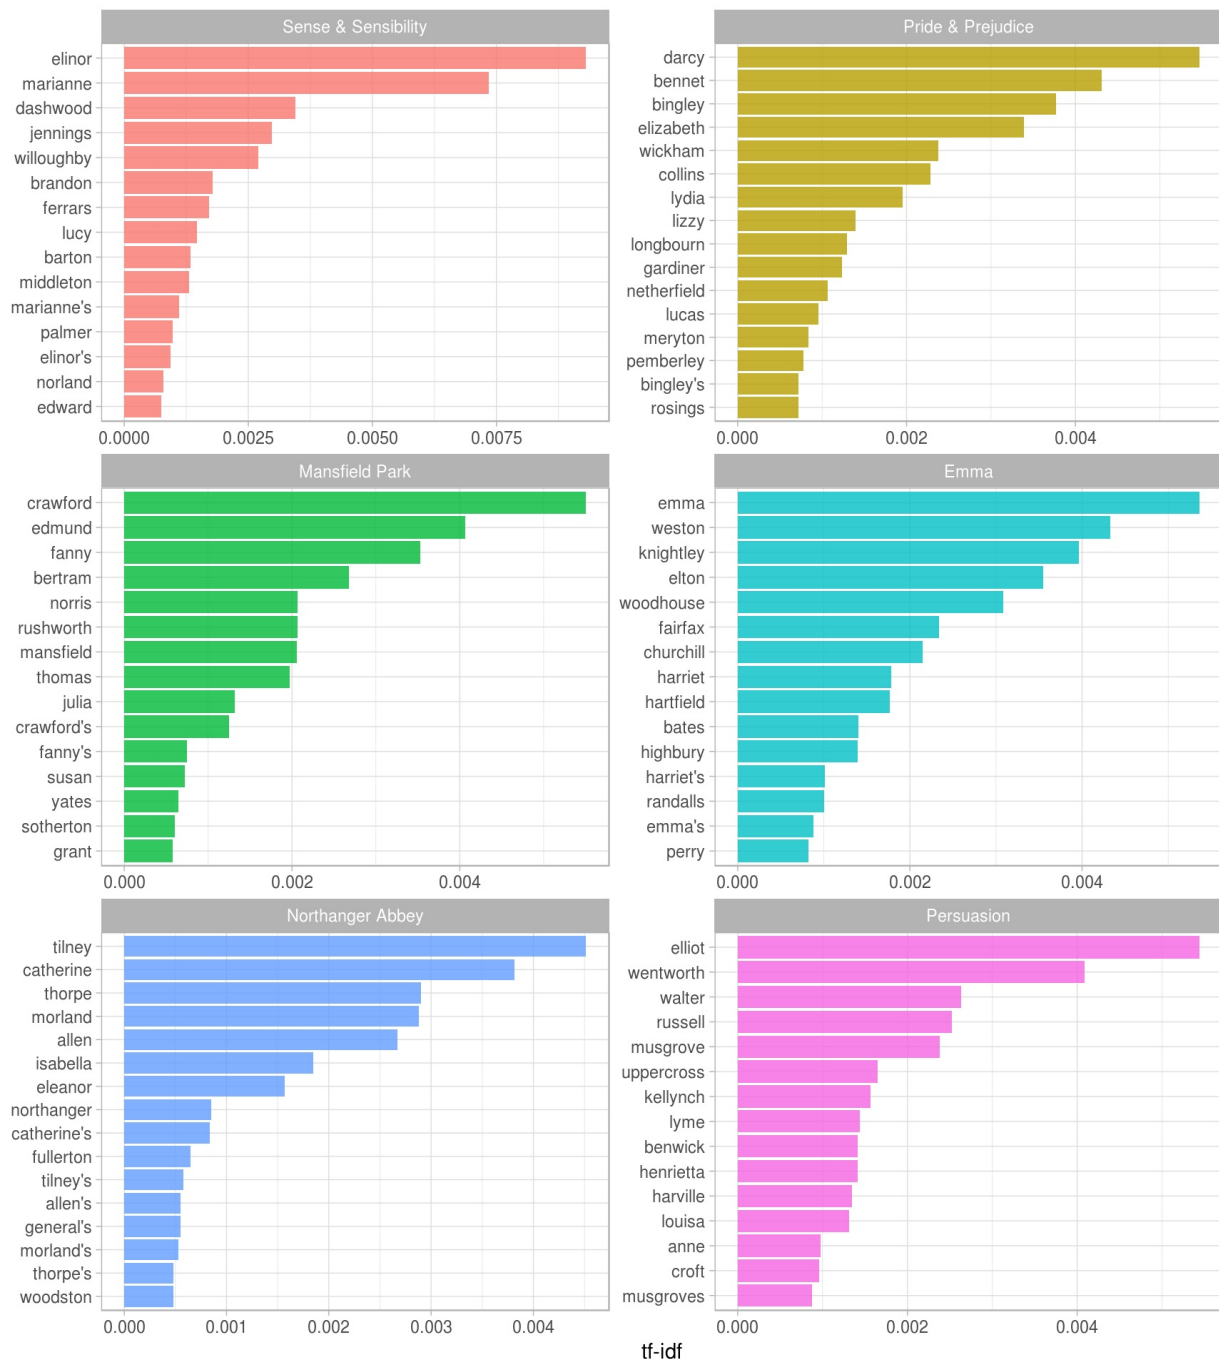 Sense & Sensibility
elinor
marianne
dashwood
jennings
willoughby
brandon
ferrars
lucy
barton
middleton
marianne's
palmer
elinor's
norland
edward
0.0000 0.0025 0.0050 0.0075
Pride & Prejudice
darcy
bennet
bingley
elizabeth
wickham
collins
lydia
lizzy
longbourn
gardiner
netherfield
lucas
meryton
pemberley
bingley's
rosings
0.000 0.002 0.004
Mansfield Park
crawford
edmund
fanny
bertram
norris
rushworth
mansfield
thomas
julia
crawford's
fanny's
susan
yates
sotherton
grant
0.000 0.002 0.004
Emma
emma
weston
knightley
elton
woodhouse
fairfax
churchill
harriet
hartfield
bates
highbury
harriet's
randalls
emma's
perry
0.000 0.002 0.004
Northanger Abbey
tilney
catherine
thorpe
morland
allen
isabella
eleanor
northanger
catherine's
fullerton
tilney's
allen's
general's
morland's
thorpe's
woodston
0.000 0.001 0.002 0.003 0.004
Persuasion
elliot
wentworth
walter
russell
musgrove
uppercross
kellynch
lyme
benwick
henrietta
harville
louisa
anne
croft
musgroves
0.000 0.002 0.004
tf-idf